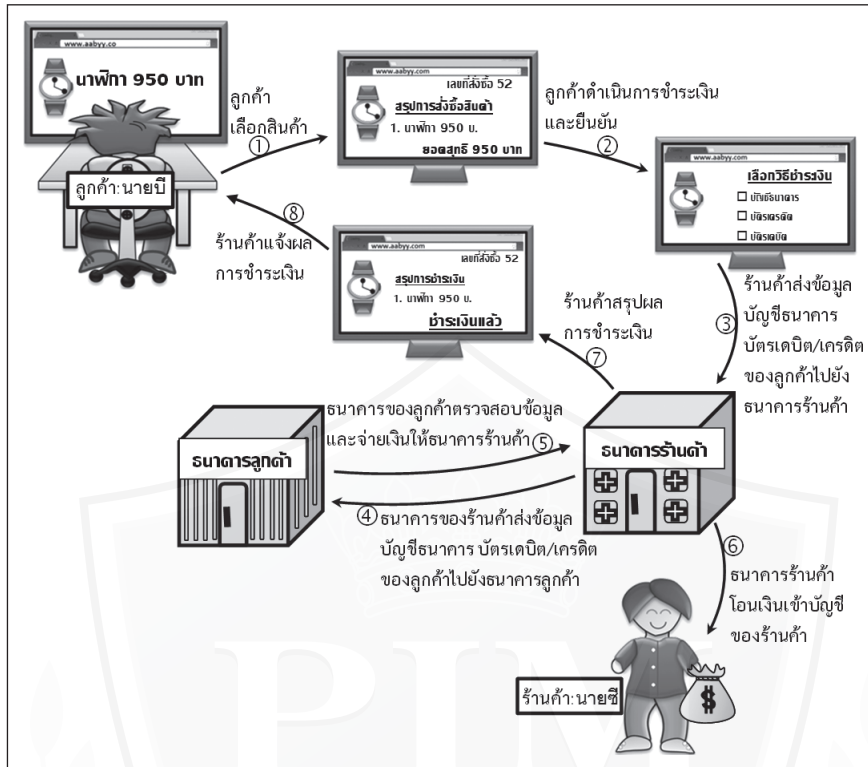 www.aabyy.co
นาฬิกา 950 บาท
ลูกค้า:นายบี
ลูกค้า
เลือกสินค้า
①
www.aabyy.com
เลขที่สั่งซื้อ 52
สรุปการสั่งซื้อสินค้า
1. นาฬิกา 950 บ.
ยอดสุทธิ 950 บาท
ลูกค้าดำเนินการชำระเงิน
และยืนยัน
②
www.aabyy.com
เลือกวิธีชำระเงิน
บัญชีธนาคาร
บัตรเครดิต
บัตรเดบิต
③
ร้านค้าส่งข้อมูล
บัญชีธนาคาร
บัตรเดบิต/เครดิต
ของลูกค้าไปยัง
ธนาคารร้านค้า
ธนาคารร้านค้า
④ ธนาคารของร้านค้าส่งข้อมูล
บัญชีธนาคาร บัตรเดบิต/เครดิต
ของลูกค้าไปยังธนาคารลูกค้า
ธนาคารลูกค้า
ธนาคารของลูกค้าตรวจสอบข้อมูล
และจ่ายเงินให้ธนาคารร้านค้า ⑤
⑥
ธนาคารร้านค้า
โอนเงินเข้าบัญชี
ของร้านค้า
ร้านค้า:นายซี
$
ร้านค้าสรุปผล
การชำระเงิน
⑦
www.aabyy.com
เลขที่สั่งซื้อ 52
สรุปการชำระเงิน
1. นาฬิกา 950 บ.
ชำระเงินแล้ว
⑧
ร้านค้าแจ้งผล
การชำระเงิน
PIM